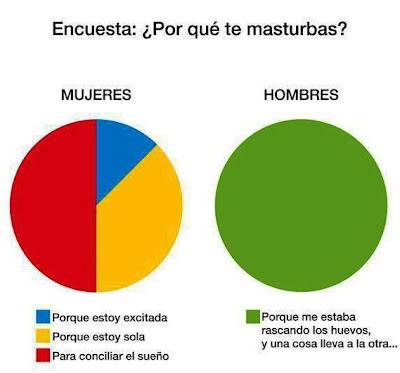 Encuesta: ¿Por qué te masturbas?
MUJERES
HOMBRES
Porque estoy excitada
Porque estoy sola
Para conciliar el sueño
Porque me estaba
rascando los huevos,
y una cosa lleva a la otra...